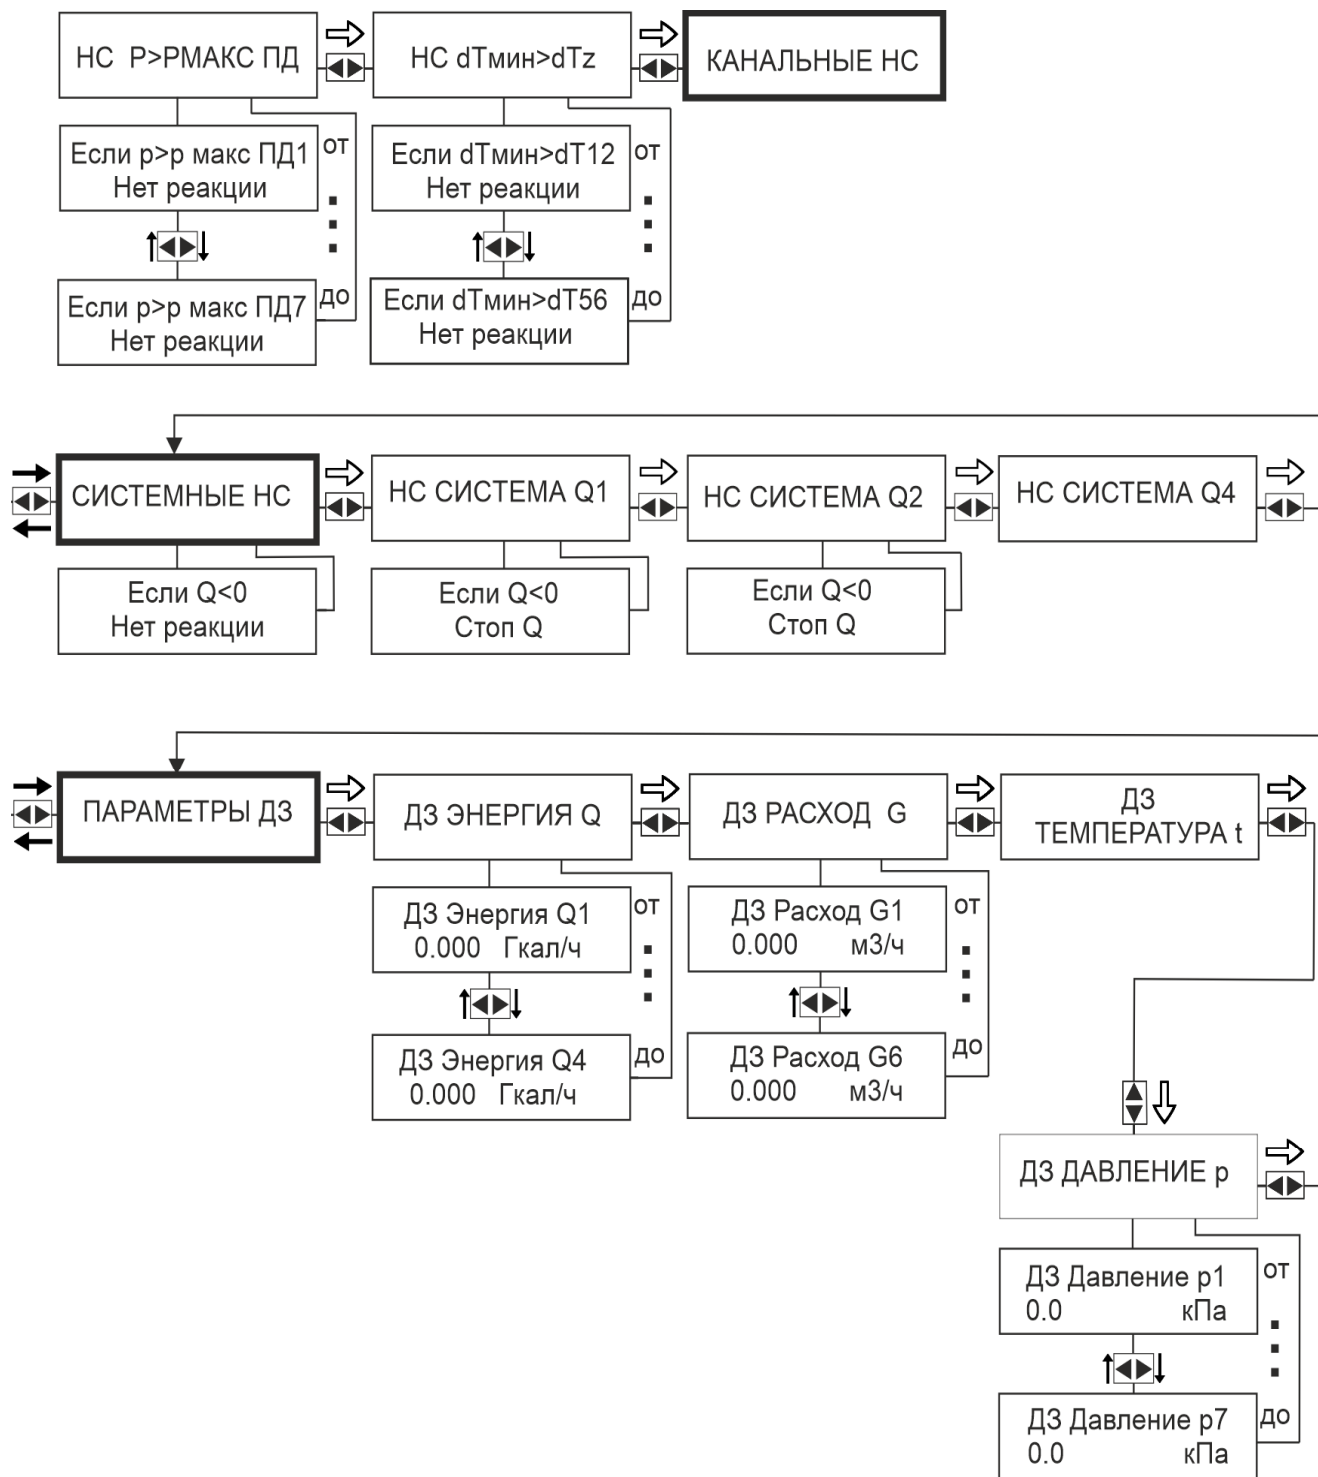 НС  P>PМАКС ПД
НС dТмин>dTz
КАНАЛЬНЫЕ НС
Если p>p макс ПД1
Нет реакции
от
Если dТмин>dT12
Нет реакции
от
Если p>p макс ПД7
Нет реакции
до
Если dТмин>dT56
Нет реакции
до
СИСТЕМНЫЕ НС
НС СИСТЕМА Q1
НС СИСТЕМА Q2
НС СИСТЕМА Q4
Если Q<0
Нет реакции
Если Q<0
Стоп Q
Если Q<0
Стоп Q
ПАРАМЕТРЫ ДЗ
ДЗ ЭНЕРГИЯ Q
ДЗ РАСХОД  G
ДЗ
ТЕМПЕРАТУРА t
ДЗ Энергия Q1
0.000   Гкал/ч
от
ДЗ Расход G1
0.000       м3/ч
от
ДЗ Энергия Q4
0.000   Гкал/ч
до
ДЗ Расход G6
0.000       м3/ч
до
ДЗ ДАВЛЕНИЕ p
ДЗ Давление p1
0.0               кПа
от
ДЗ Давление p7
0.0               кПа
до